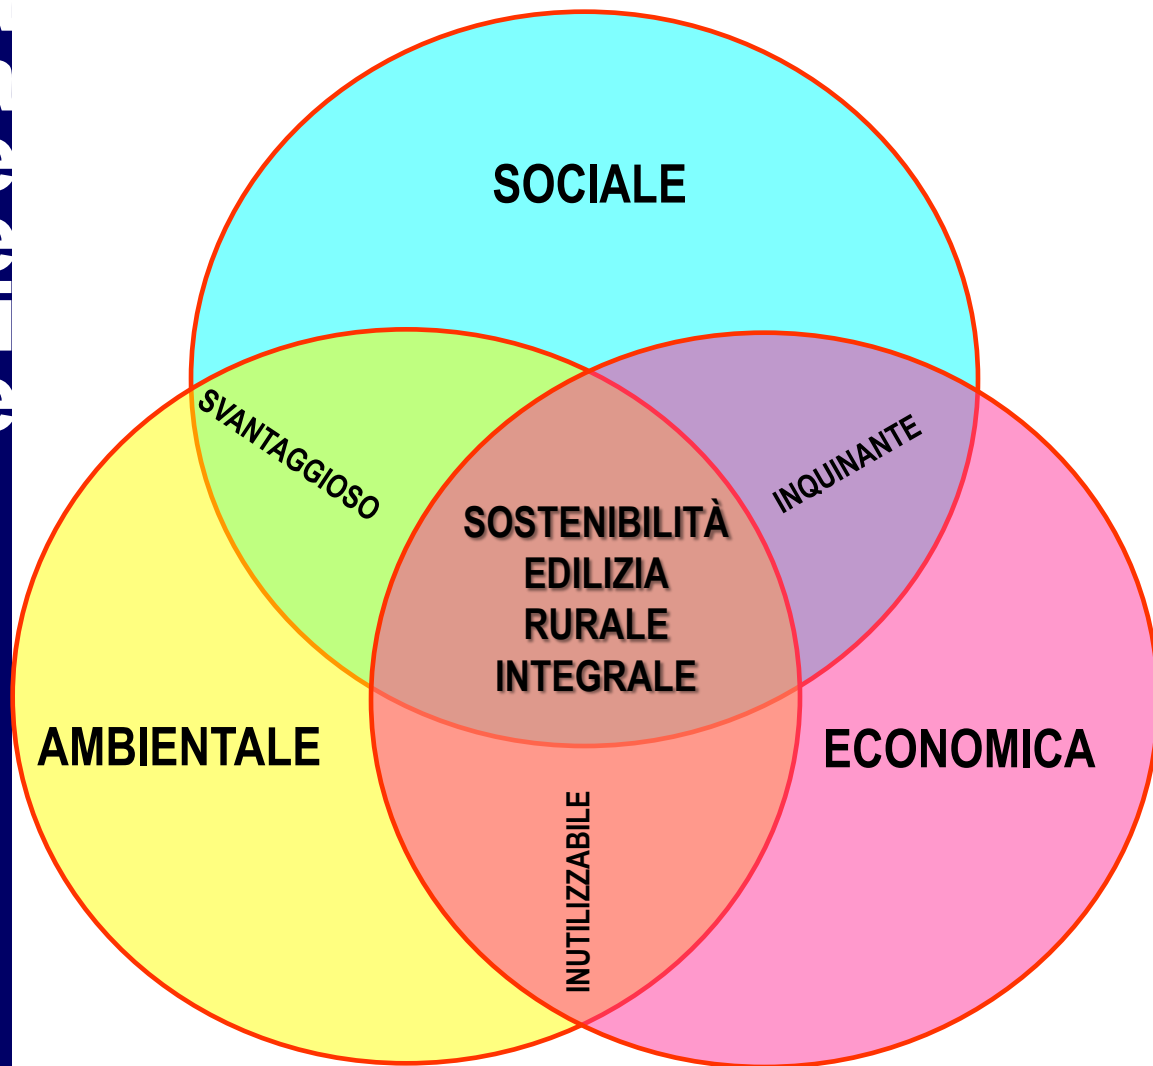 SOCIALE
SVANTAGGIOSO
INQUINANTE
SOSTENIBILITÀ
EDILIZIA
RURALE
INTEGRALE
AMBIENTALE
ECONOMICA
INUTILIZZABILE